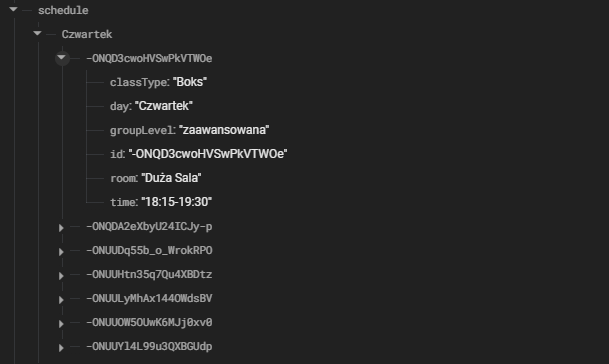 schedule
Czwartek
-ONQD3cwoHVSwPkVTWOe
classType: "Boks"
day: "Czwartek"
groupLevel: "zaawansowana"
id: "-ONQD3cwoHVSwPkVTWOe"
room: "Duża Sala"
time: "18:15-19:30"
-ONQDA2eXbyU24ICJy-p
-ONUUDq55b_o_WrokRPO
-ONUUHtn35q7Qu4XBDtz
-ONUULyMhAx144OWdsBV
-ONUUOW5OUwK6MJj0xv0
-ONUUYl4L99u3QXBGUdp